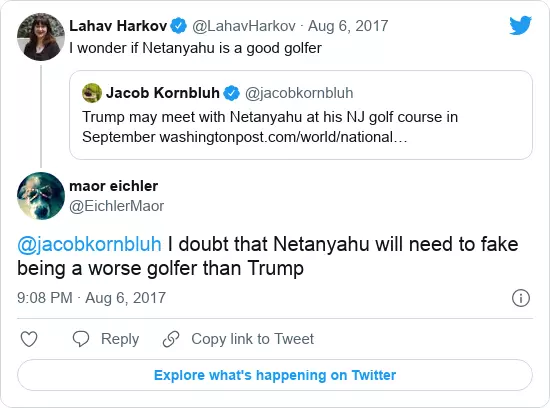 Lahav Harkov @LahavHarkov · Aug 6, 2017
I wonder if Netanyahu is a good golfer
Jacob Kornbluh @jacobkornbluh
Trump may meet with Netanyahu at his NJ golf course in
September washingtonpost.com/world/national…
maor eichler
@EichlerMaor
@jacobkornbluh I doubt that Netanyahu will need to fake
being a worse golfer than Trump
9:08 PM · Aug 6, 2017
Reply Copy link to Tweet
Explore what's happening on Twitter